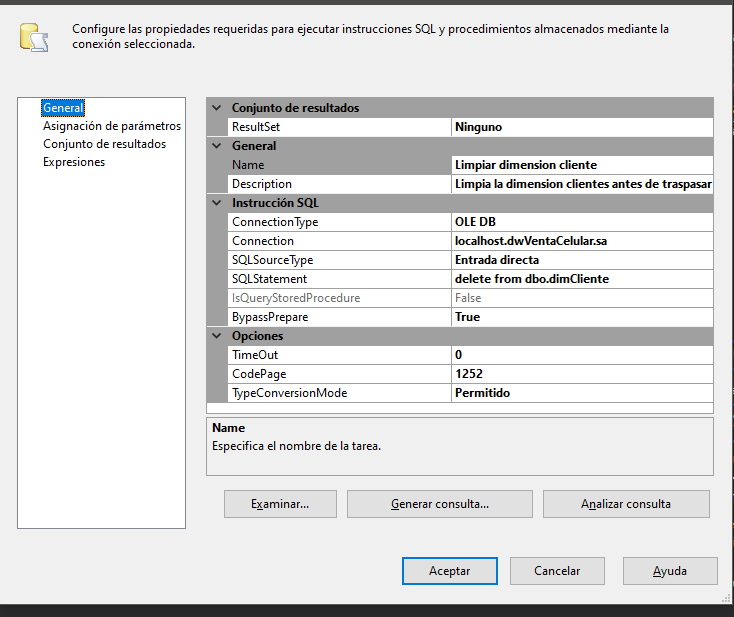 Configure las propiedades requeridas para ejecutar instrucciones SQL y procedimientos almacenados mediante la
conexión seleccionada.
General
Asignación de parámetros
Conjunto de resultados
Expresiones
Conjunto de resultados
ResultSet Ninguno
General
Name Limpiar dimension cliente
Description Limpia la dimension clientes antes de traspasar
Instrucción SQL
ConnectionType OLE DB
Connection localhost.dwVentaCelular.sa
SQLSourceType Entrada directa
SQLStatement delete from dbo.dimCliente
IsQueryStoredProcedure False
BypassPrepare True
Opciones
TimeOut 0
CodePage 1252
TypeConversionMode Permitido
Name
Especifica el nombre de la tarea.
Examinar... Generar consulta... Analizar consulta
Aceptar Cancelar Ayuda